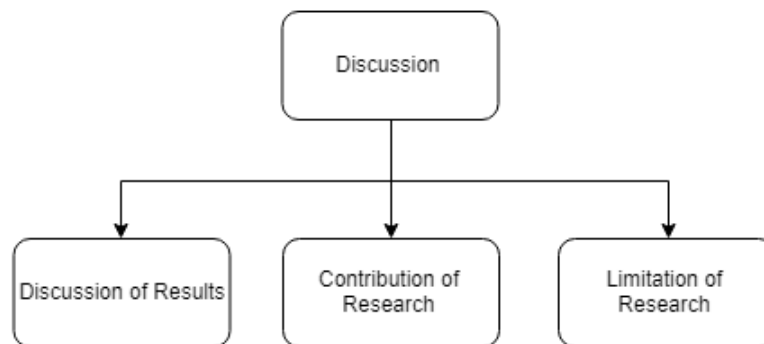 Discussion
Discussion of Results
Contribution of
Research
Limitation of
Research